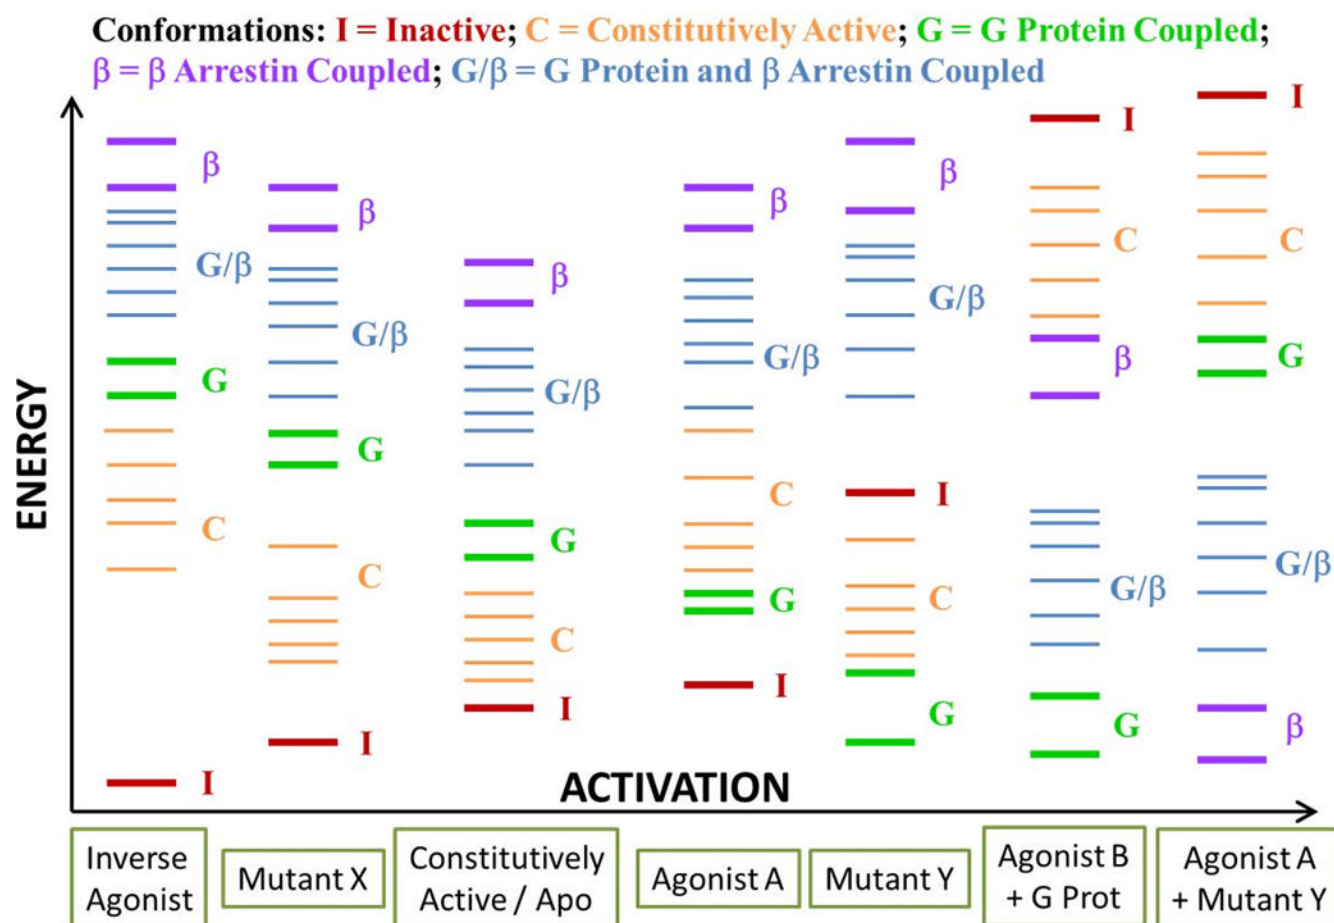 Conformations: I = Inactive; C = Constitutively Active; G = G Protein Coupled;
β = β Arrestin Coupled; G/β = G Protein and β Arrestin Coupled
ENERGY
β
G/β
G
C
I
β
G/β
G
C
I
β
G/β
G
C
I
β
G/β
C
G
I
β
G/β
I
C
G
I
C
β
G/β
G
I
C
G
G/β
β
ACTIVATION
Inverse
Agonist
Mutant X
Constitutively
Active / Apo
Agonist A
Mutant Y
Agonist B
+ G Prot
Agonist A
+ Mutant Y